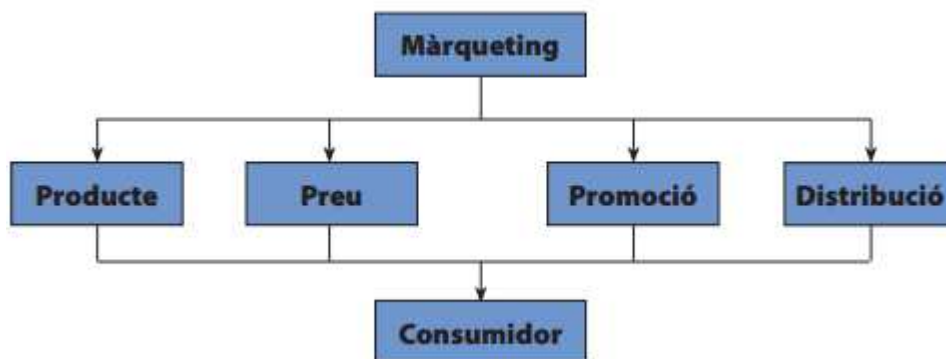 Màrqueting
Producte
Preu
Promoció
Distribució
Consumidor